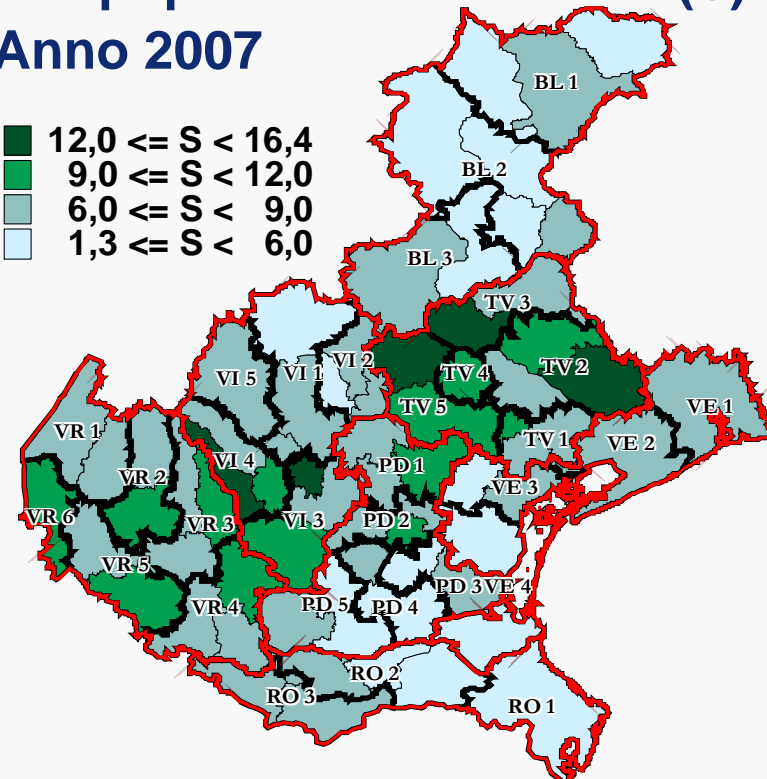 Anno 2007
12,0 <= S < 16,4
9,0 <= S < 12,0
6,0 <= S < 9,0
1,3 <= S < 6,0
BL 1
BL 2
BL 3
TV 3
VI 5
VI 1
VI 2
TV 4
TV 2
TV 5
VE 1
VR 1
TV 1
VE 2
VR 2
VI 4
PD 1
VE 3
VR 6
VR 3
VI 3
PD 2
VR 5
VR 4
PD 5
PD 4
PD 3
VE 4
RO 2
RO 3
RO 1